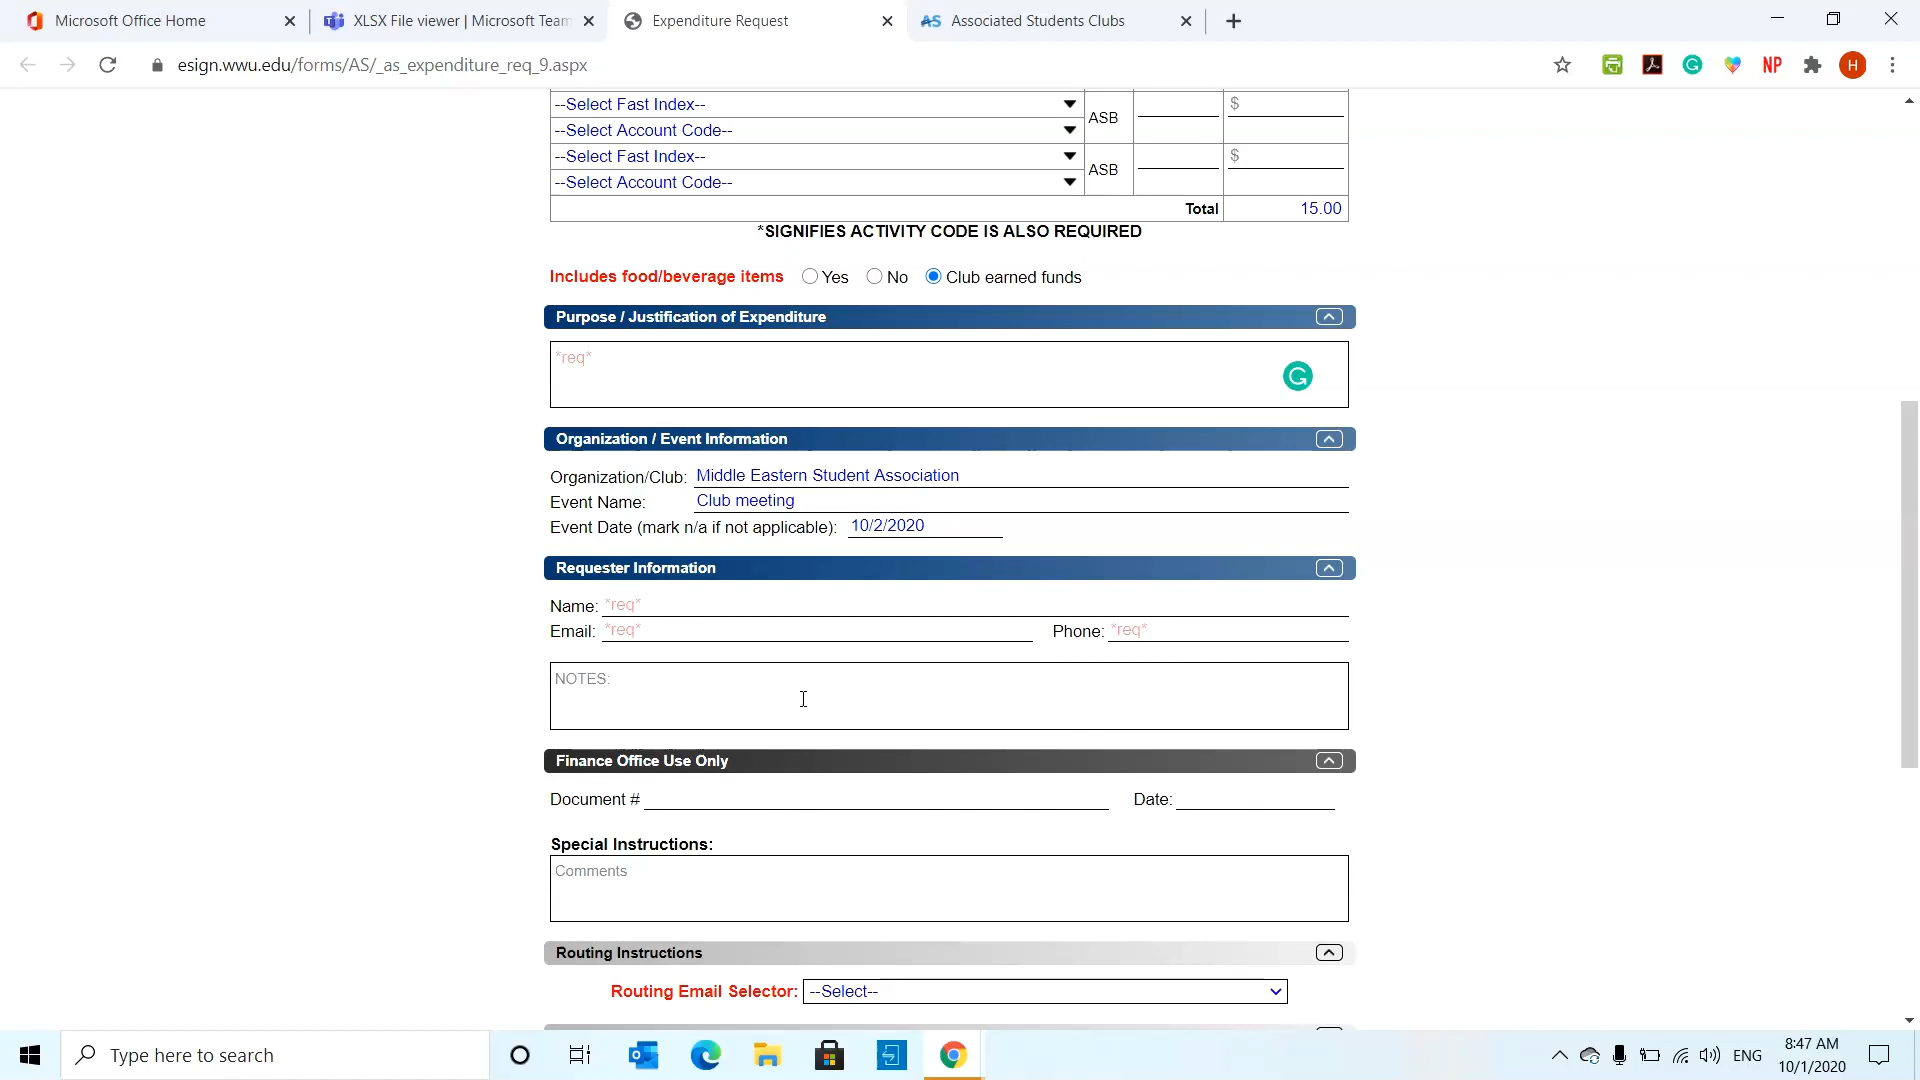 Microsoft Office Home
XLSX File viewer | Microsoft Team
Expenditure Request
AS Associated Students Clubs
esign.wwu.edu/forms/AS/_as_expenditure_req_9.aspx
NP
H
--Select Fast Index--
--Select Account Code--
ASB
$
--Select Fast Index--
--Select Account Code--
ASB
$
Total 15.00
*SIGNIFIES ACTIVITY CODE IS ALSO REQUIRED
Includes food/beverage items Yes No Club earned funds
Purpose / Justification of Expenditure
*req*
Organization / Event Information
Organization/Club: Middle Eastern Student Association
Event Name: Club meeting
Event Date (mark n/a if not applicable): 10/2/2020
Requester Information
Name: *req*
Email: *req* Phone: *req*
NOTES:
Finance Office Use Only
Document # Date:
Special Instructions:
Comments
Routing Instructions
Routing Email Selector: --Select--
Type here to search
ENG
8:47 AM
10/1/2020